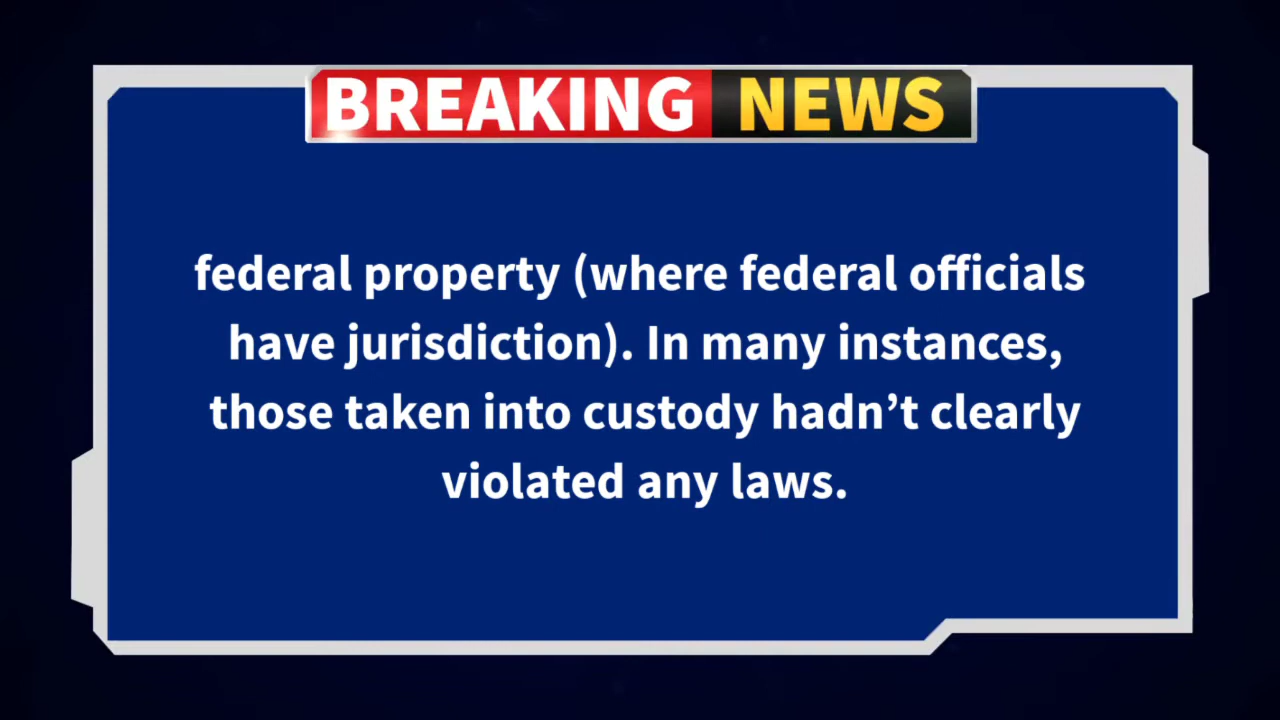 BREAKING NEWS
federal property (where federal officials
have jurisdiction). In many instances,
those taken into custody hadn’t clearly
violated any laws.